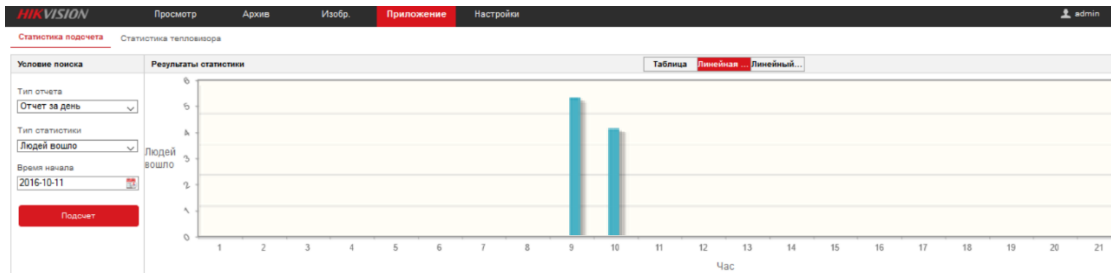 HIKVISION Просмотр Архив Изобр. Приложение Настройки admin
Статистика подсчета Статистика тепловизора
Условие поиска Результаты статистики Таблица Линейная ... Линейный...
Тип отчета
Отчет за день
Тип статистики
Людей вошло
Время начала
2016-10-11
Подсчет
6
5
4
3
2
1
0
Людей
вошло
1 2 3 4 5 6 7 8 9 10 11 12 13 14 15 16 17 18 19 20 21
Час